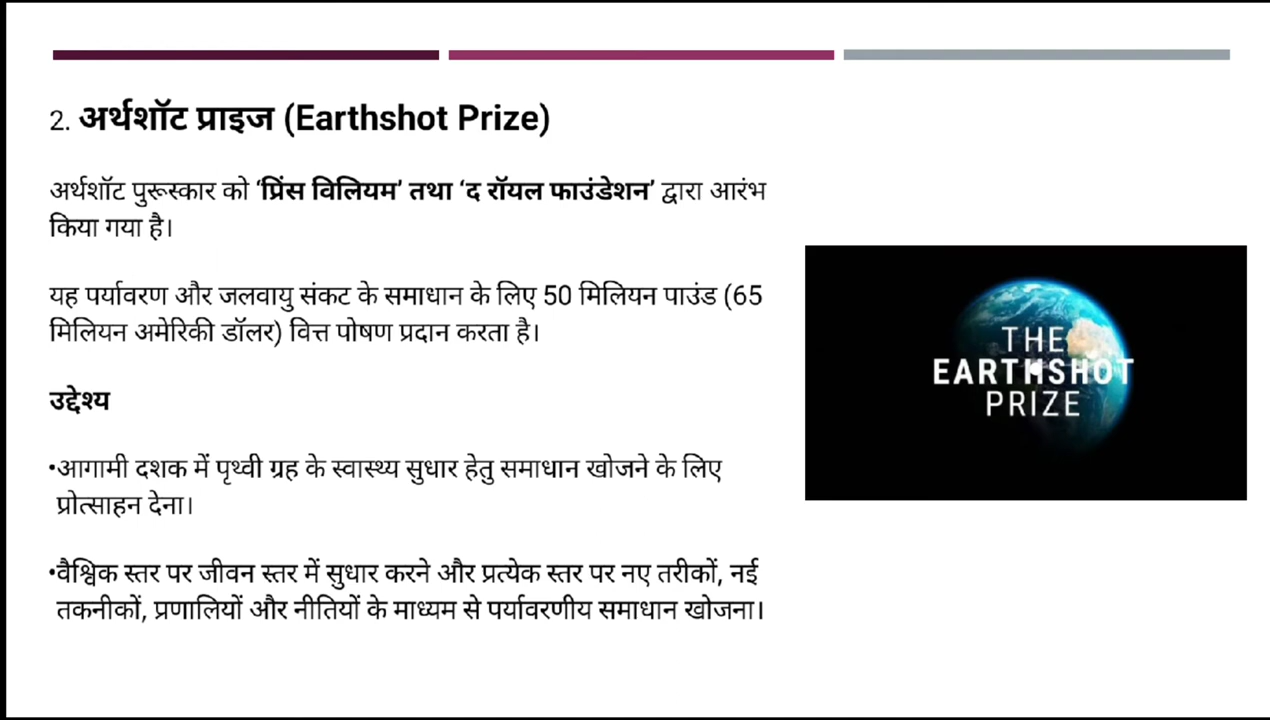 2. अर्थशॉट प्राइज (Earthshot Prize)
अर्थशॉट पुरूस्कार को ‘प्रिंस विलियम’ तथा ‘द रॉयल फाउंडेशन’ द्वारा आरंभ
किया गया है।
यह पर्यावरण और जलवायु संकट के समाधान के लिए 50 मिलियन पाउंड (65
मिलियन अमेरिकी डॉलर) वित्त पोषण प्रदान करता है।
उद्देश्य
•आगामी दशक में पृथ्वी ग्रह के स्वास्थ्य सुधार हेतु समाधान खोजने के लिए
प्रोत्साहन देना।
•वैश्विक स्तर पर जीवन स्तर में सुधार करने और प्रत्येक स्तर पर नए तरीकों, नई
तकनीकों, प्रणालियों और नीतियों के माध्यम से पर्यावरणीय समाधान खोजना।
THE
EARTHSHOT
PRIZE